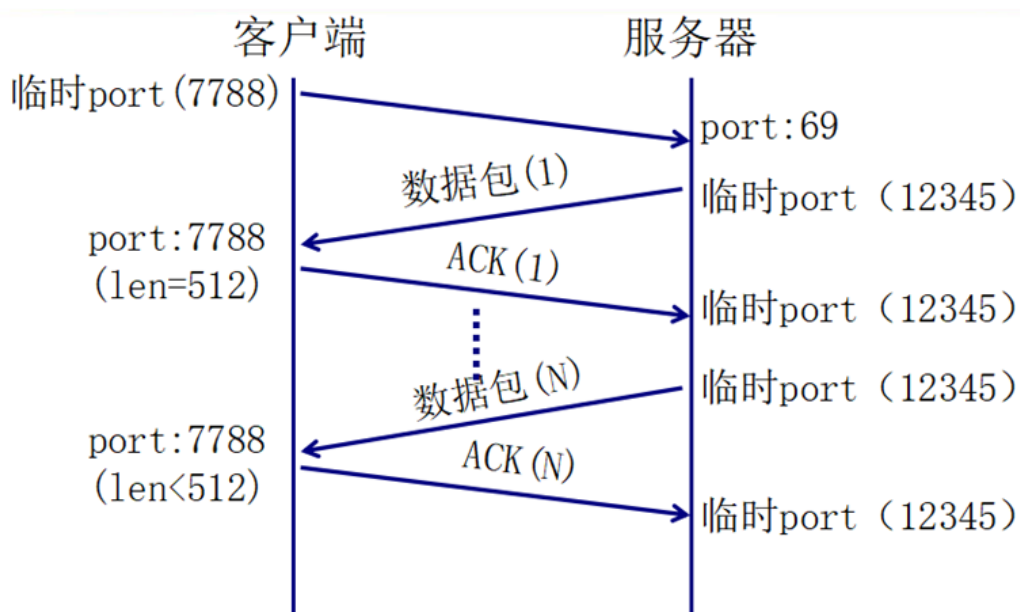 客户端
服务器
临时port(7788)
port:69
数据包(1)
临时port（12345）
port:7788
(len=512)
ACK(1)
临时port（12345）
数据包(N)
临时port（12345）
port:7788
(len<512)
ACK(N)
临时port（12345）